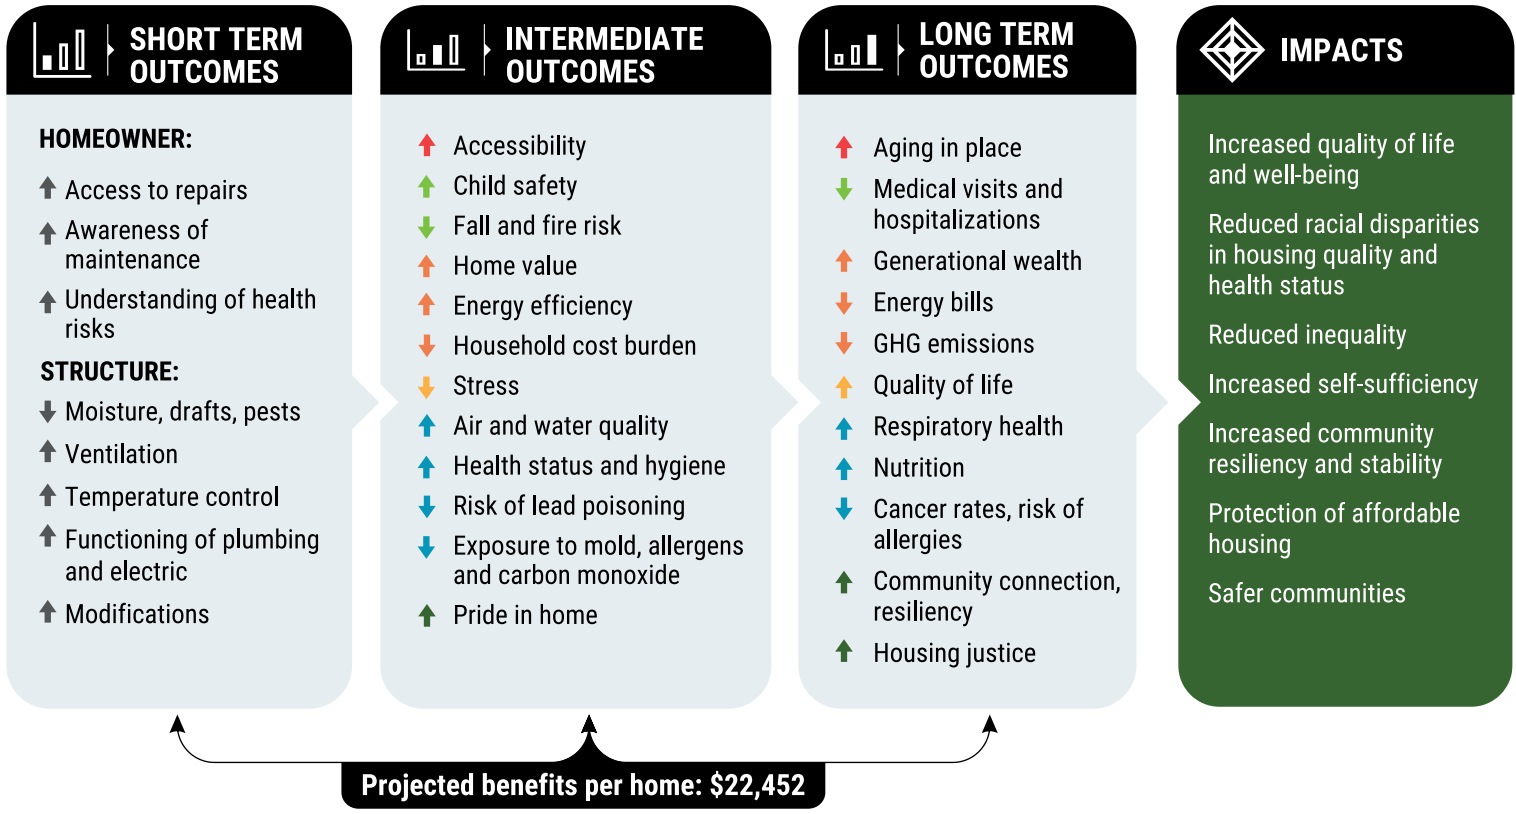 SHORT TERM
OUTCOMES
HOMEOWNER:
Access to repairs
Awareness of
maintenance
Understanding of health
risks
STRUCTURE:
Moisture, drafts, pests
Ventilation
Temperature control
Functioning of plumbing
and electric
Modifications
INTERMEDIATE
OUTCOMES
Accessibility
Child safety
Fall and fire risk
Home value
Energy efficiency
Household cost burden
Stress
Air and water quality
Health status and hygiene
Risk of lead poisoning
Exposure to mold, allergens
and carbon monoxide
Pride in home
LONG TERM
OUTCOMES
Aging in place
Medical visits and
hospitalizations
Generational wealth
Energy bills
GHG emissions
Quality of life
Respiratory health
Nutrition
Cancer rates, risk of
allergies
Community connection,
resiliency
Housing justice
IMPACTS
Increased quality of life
and well-being
Reduced racial disparities
in housing quality and
health status
Reduced inequality
Increased self-sufficiency
Increased community
resiliency and stability
Protection of affordable
housing
Safer communities
Projected benefits per home: $22,452